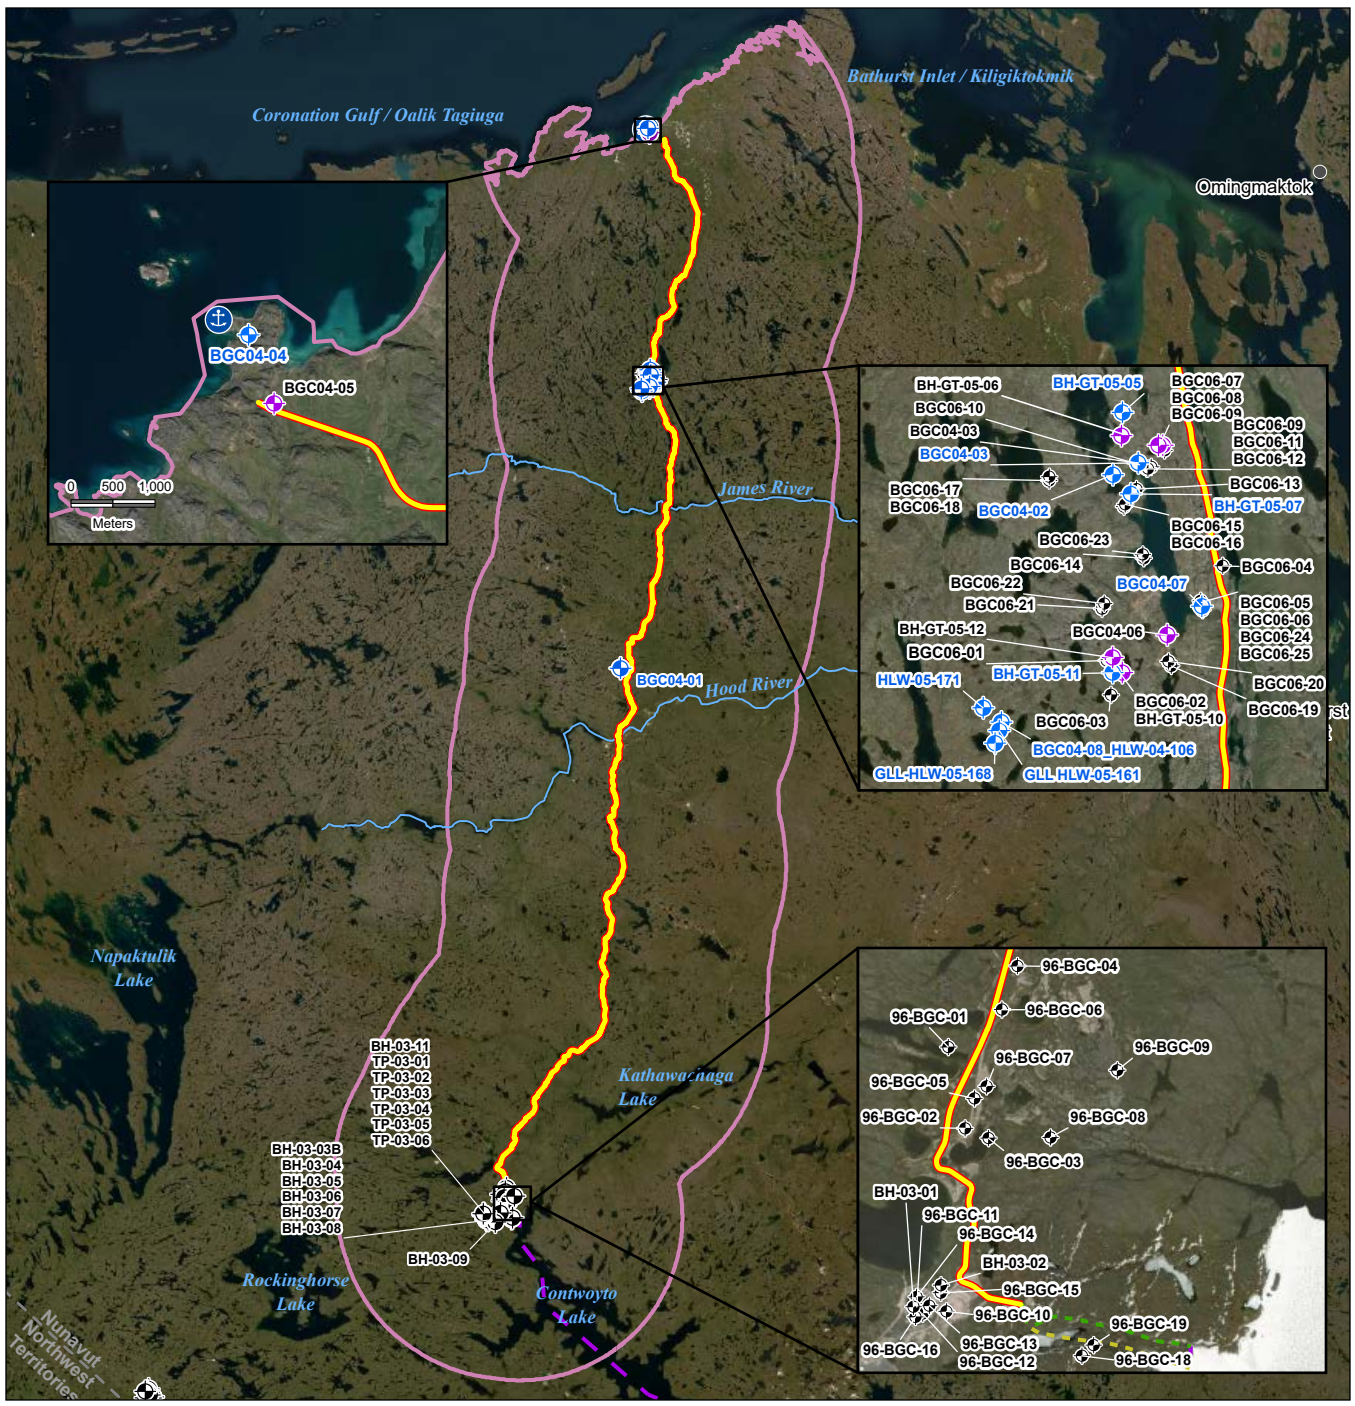 Coronation Gulf / Qalik Tagiuga
Bathurst Inlet / Kiligiktokmik
Omingmaktok
BGC04-04
BGC04-05
0 500 1,000
Meters
James River
BGC04-01
Hood River
BH-GT-05-06
BH-GT-05-05
BGC06-07
BGC06-08
BGC06-09
BGC06-10
BGC04-03
BGC04-03
BGC06-09
BGC06-11
BGC06-12
BGC06-13
BGC06-17
BGC06-18
BGC04-02
BH-GT-05-07
BGC06-15
BGC06-16
BGC06-23
BGC06-14
BGC06-04
BGC06-22
BGC06-21
BGC04-07
BGC06-05
BGC06-06
BGC06-24
BGC06-25
BH-GT-05-12
BGC04-06
BGC06-01
BH-GT-05-11
HLW-05-171
BGC06-20
BGC06-19
BGC06-02
BH-GT-05-10
BGC06-03
BGC04-08_HLW-04-106
GLL-HLW-05-168
GLL HLW-05-161
Napaktulik
Lake
BH-03-11
TP-03-01
TP-03-02
TP-03-03
TP-03-04
TP-03-05
TP-03-06
Kathawachaga
Lake
BH-03-03B
BH-03-04
BH-03-05
BH-03-06
BH-03-07
BH-03-08
BH-03-09
Rockinghorse
Lake
Contwoyto
Lake
Nunavut
Northwest
Territories
96-BGC-04
96-BGC-06
96-BGC-01
96-BGC-07
96-BGC-09
96-BGC-05
96-BGC-02
96-BGC-08
96-BGC-03
BH-03-01
96-BGC-11
96-BGC-14
BH-03-02
96-BGC-15
96-BGC-10
96-BGC-19
96-BGC-16
96-BGC-13
96-BGC-12
96-BGC-18